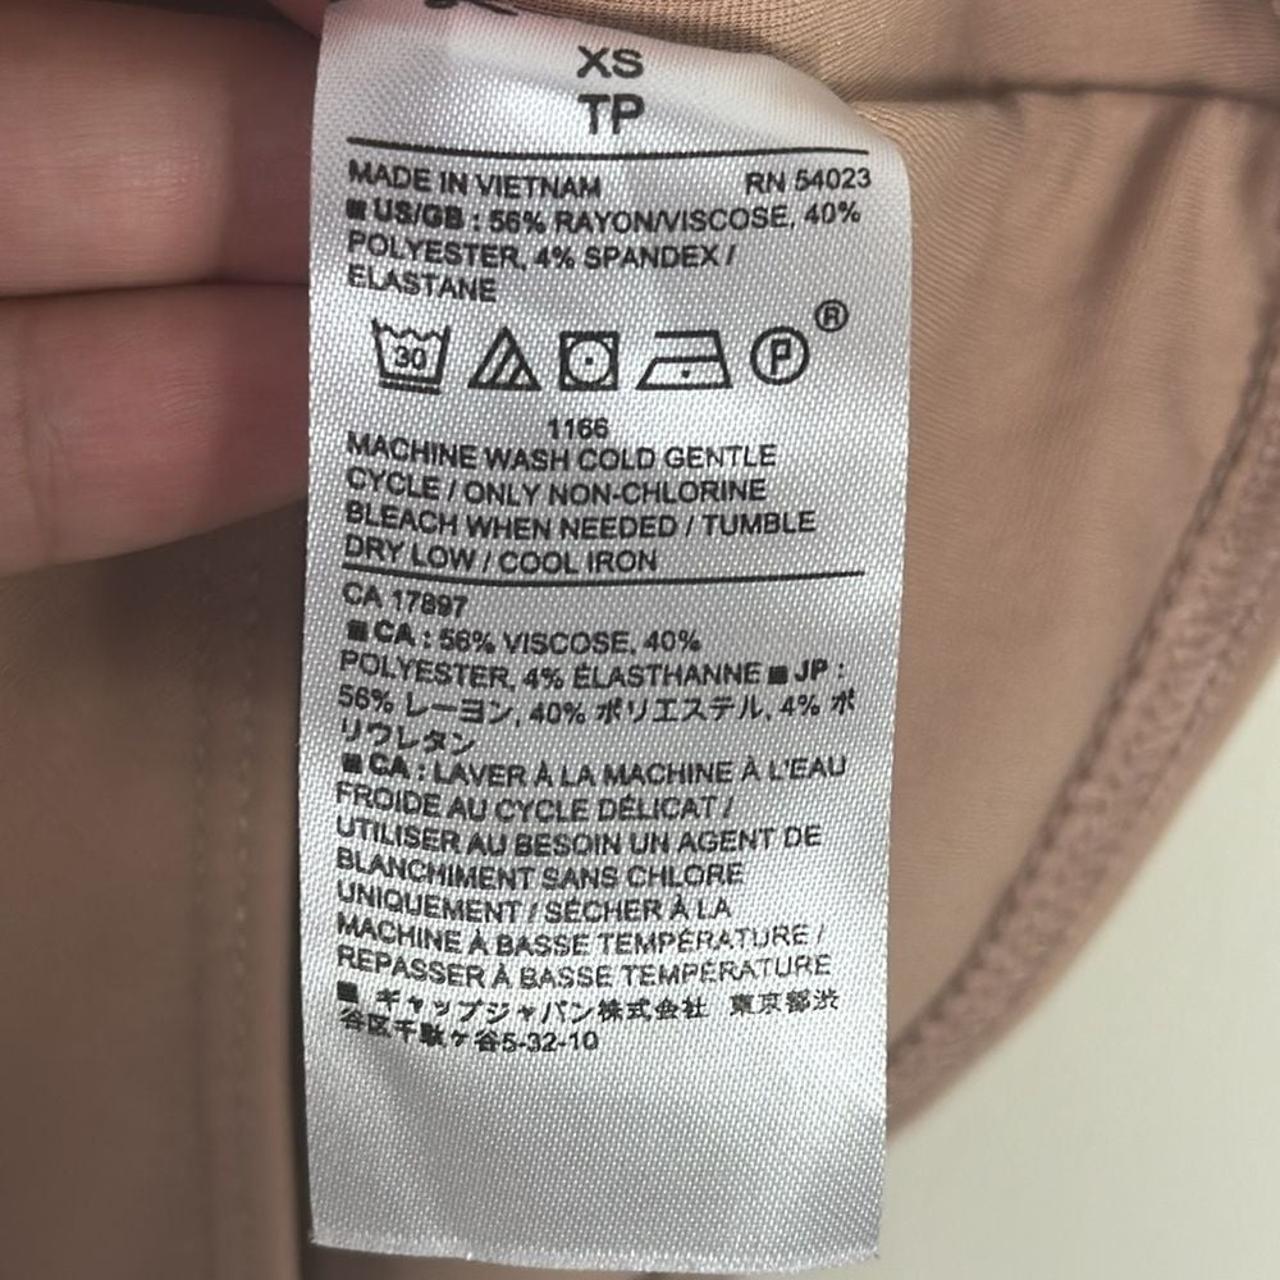 XS
TP
MADE IN VIETNAM RN 54023
■ US/GB : 56% RAYON/VISCOSE, 40%
POLYESTER, 4% SPANDEX /
ELASTANE
30
P ®
1166
MACHINE WASH COLD GENTLE
CYCLE / ONLY NON-CHLORINE
BLEACH WHEN NEEDED / TUMBLE
DRY LOW / COOL IRON
CA 17897
■ CA : 56% VISCOSE, 40%
POLYESTER, 4% ÉLASTHANNE ■ JP :
56% レーヨン, 40% ポリエステル, 4% ポ
リウレタン
■ CA : LAVER À LA MACHINE À L'EAU
FROIDE AU CYCLE DÉLICAT /
UTILISER AU BESOIN UN AGENT DE
BLANCHIMENT SANS CHLORE
UNIQUEMENT / SÉCHER À LA
MACHINE À BASSE TEMPÉRATURE /
REPASSER À BASSE TEMPÉRATURE
■ ギャップジャパン株式会社 東京都渋
谷区千駄ヶ谷5-32-10